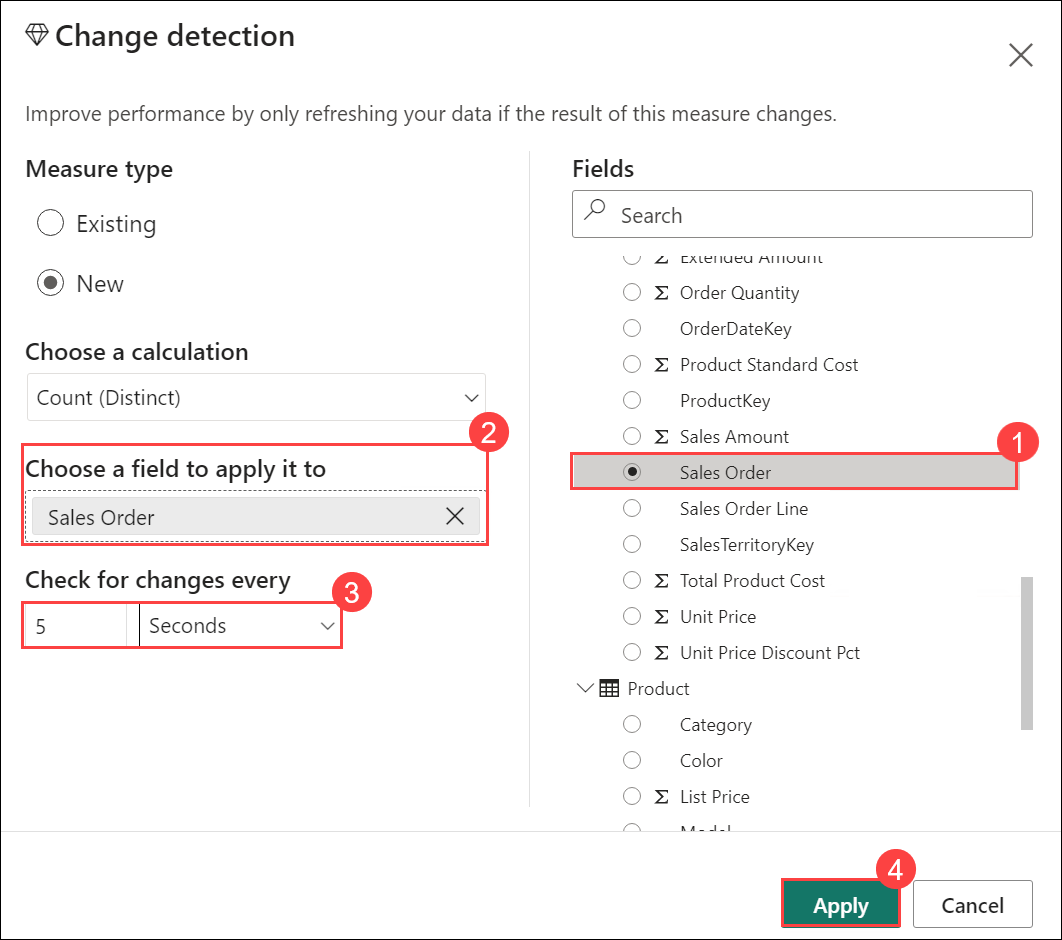 Change detection
Improve performance by only refreshing your data if the result of this measure changes.
Measure type
Existing
New
Choose a calculation
Count (Distinct)
2
Choose a field to apply it to
Sales Order
Check for changes every
3
5
Seconds
Fields
Search
Extended Amount
Σ Order Quantity
OrderDateKey
Σ Product Standard Cost
ProductKey
Σ Sales Amount
1
Sales Order
Sales Order Line
SalesTerritoryKey
Σ Total Product Cost
Σ Unit Price
Σ Unit Price Discount Pct
Product
Category
Color
Σ List Price
Model
4
Apply
Cancel